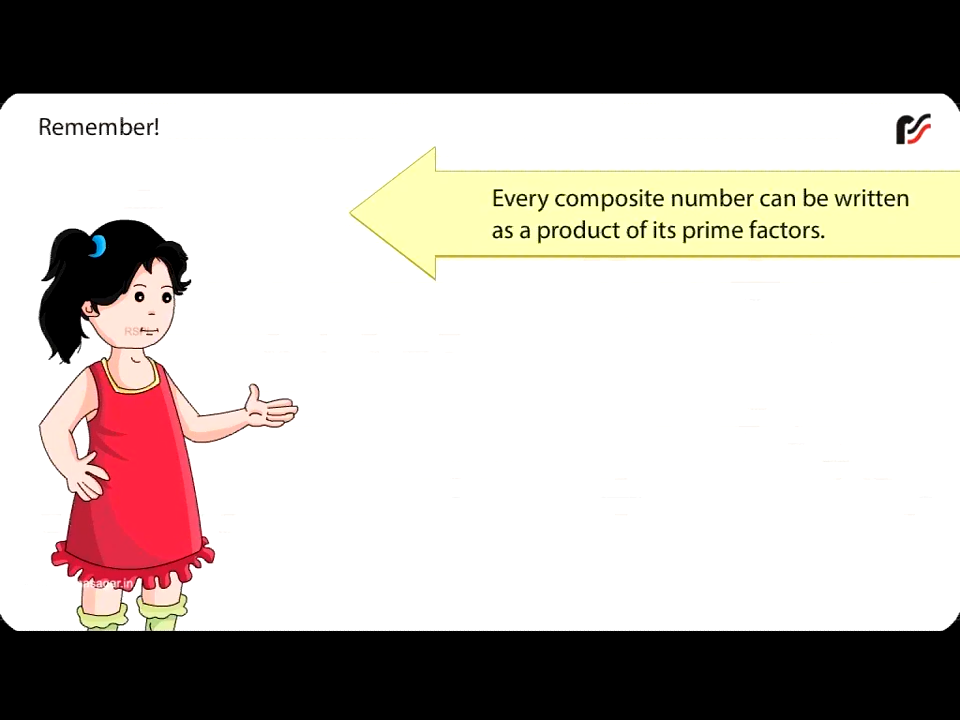 Remember!
Every composite number can be written
as a product of its prime factors.